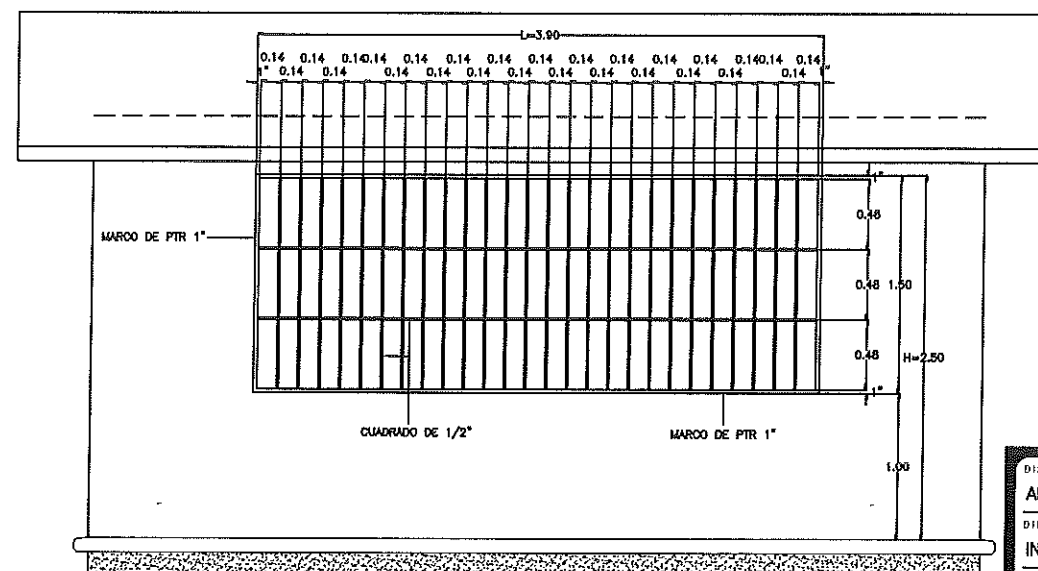 L=3.90
0.14 0.14 0.140.14 0.14 0.14 0.14 0.14 0.14 0.14 0.14 0.14 0.140.14 0.14
1" 0.14 0.14 0.14 0.14 0.14 0.14 0.14 0.14 0.14 0.14 0.14 0.14 1"
1"
0.48
MARCO DE PTR 1"
0.48 1.50
0.48 H=2.50
1"
CUADRADO DE 1/2" MARCO DE PTR 1"
1.00